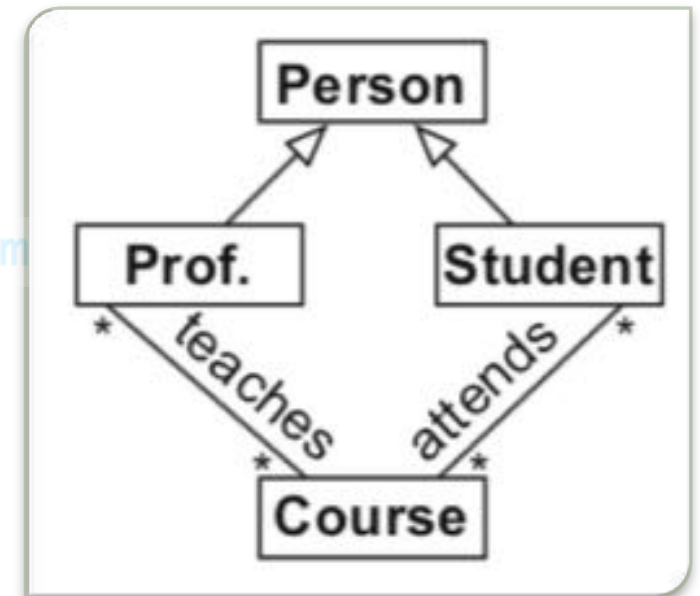 Person
Prof.
Student
*
teaches
attends
*
*
*
Course